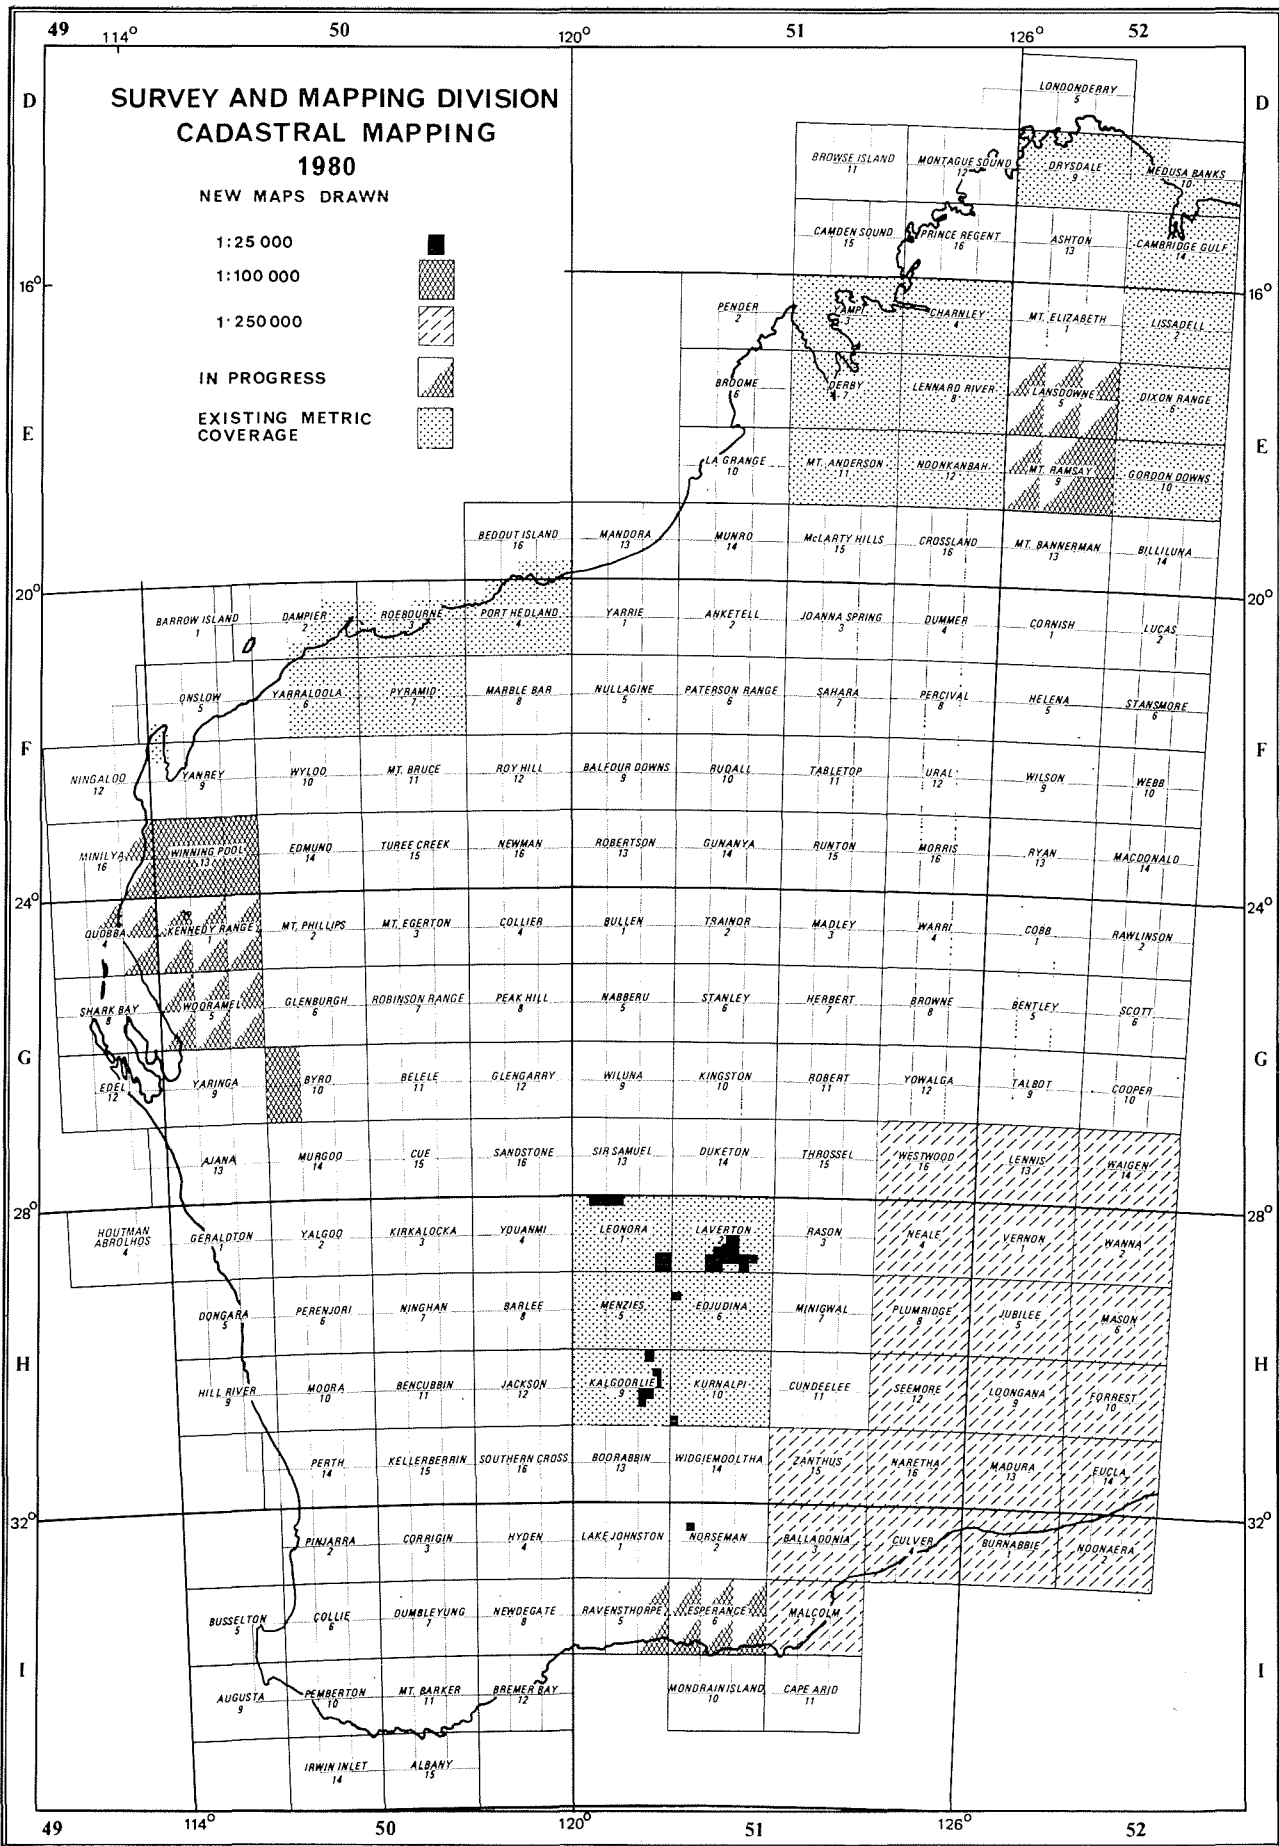 49 114° 50 120° 51 126° 52
D D
SURVEY AND MAPPING DIVISION
CADASTRAL MAPPING
1980
NEW MAPS DRAWN
1:25 000
1:100 000
1:250 000
IN PROGRESS
EXISTING METRIC
COVERAGE
LONDONDERRY
5
BROWSE ISLAND MONTAGUE SOUND DRYSDALE MEDUSA BANKS
11 12 9 10
CAMDEN SOUND PRINCE REGENT ASHTON CAMBRIDGE GULF
15 16 13 14
16° 16°
PENDER YAMPI CHARNLEY MT. ELIZABETH LISSADELL
2 3 4 1 2
BROOME DERBY LENNARD RIVER LANSDOWNE DIXON RANGE
6 7 8 5 6
E E
LA GRANGE MT. ANDERSON NOONKANBAH MT. RAMSAY GORDON DOWNS
10 11 12 9 10
BEDOUT ISLAND MANDORA MUNRO McLARTY HILLS CROSSLAND MT. BANNERMAN BILLILUNA
16 13 14 15 16 13 14
20° 20°
BARROW ISLAND DAMPIER ROEBOURNE PORT HEDLAND YARRIE ANKETELL JOANNA SPRING DUMMER CORNISH LUCAS
1 2 3 4 1 2 3 4 1 2
ONSLOW YARRALOOLA PYRAMID MARBLE BAR NULLAGINE PATERSON RANGE SAHARA PERCIVAL HELENA STANSMORE
5 6 7 8 5 6 7 8 5 6
F F
NINGALOO YANREY WYLOO MT. BRUCE ROY HILL BALFOUR DOWNS RUDALL TABLETOP URAL WILSON WEBB
12 9 10 11 12 9 10 11 12 9 10
MINILYA WINNING POOL EDMUND TUREE CREEK NEWMAN ROBERTSON GUNANYA RUNTON MORRIS RYAN MACDONALD
16 13 14 15 16 13 14 15 16 13 14
24° 24°
QUOBBA KENNEDY RANGE MT. PHILLIPS MT. EGERTON COLLIER BULLEN TRAINOR MADLEY WARRI COBB RAWLINSON
4 1 2 3 4 1 2 3 4 1 2
SHARK BAY WOORAMEL GLENBURGH ROBINSON RANGE PEAK HILL NABBERU STANLEY HERBERT BROWNE BENTLEY SCOTT
8 5 6 7 8 5 6 7 8 5 6
G G
EDEL YARINGA BYRO BELELE GLENGARRY WILUNA KINGSTON ROBERT YOWALGA TALBOT COOPER
12 9 10 11 12 9 10 11 12 9 10
AJANA MURGOO CUE SANDSTONE SIR SAMUEL DUKETON THROSSEL WESTWOOD LENNIS WAIGEN
13 14 15 16 13 14 15 16 13 14
28° 28°
HOUTMAN
ABROLHOS GERALDTON YALGOO KIRKALOCKA YOUANMI LEONORA LAVERTON RASON NEALE VERNON WANNA
4 1 2 3 4 1 2 3 4 1 2
DONGARA PERENJORI NINGHAN BARLEE MENZIES EDJUDINA MINIGWAL PLUMRIDGE JUBILEE MASON
5 6 7 8 5 6 7 8 5 6
H H
HILL RIVER MOORA BENCUBBIN JACKSON KALGOORLIE KURNALPI CUNDEELEE SEEMORE LOONGANA FORREST
9 10 11 12 9 10 11 12 9 10
PERTH KELLERBERRIN SOUTHERN CROSS BOORABBIN WIDGIEMOOLTHA ZANTHUS NARETHA MADURA EUCLA
14 15 16 13 14 15 16 13 14
32° 32°
PINJARRA CORRIGIN HYDEN LAKE JOHNSTON NORSEMAN BALLADONIA CULVER BURNABBIE NOONAERA
2 3 4 1 2 3 4 1 2
BUSSELTON COLLIE DUMBLEYUNG NEWDEGATE RAVENSTHORPE ESPERANCE MALCOLM
5 6 7 8 5 6 7
I I
AUGUSTA PEMBERTON MT. BARKER BREMER BAY MONDRAIN ISLAND CAPE ARID
9 10 11 12 10 11
IRWIN INLET ALBANY
14 15
49 114° 50 120° 51 126° 52